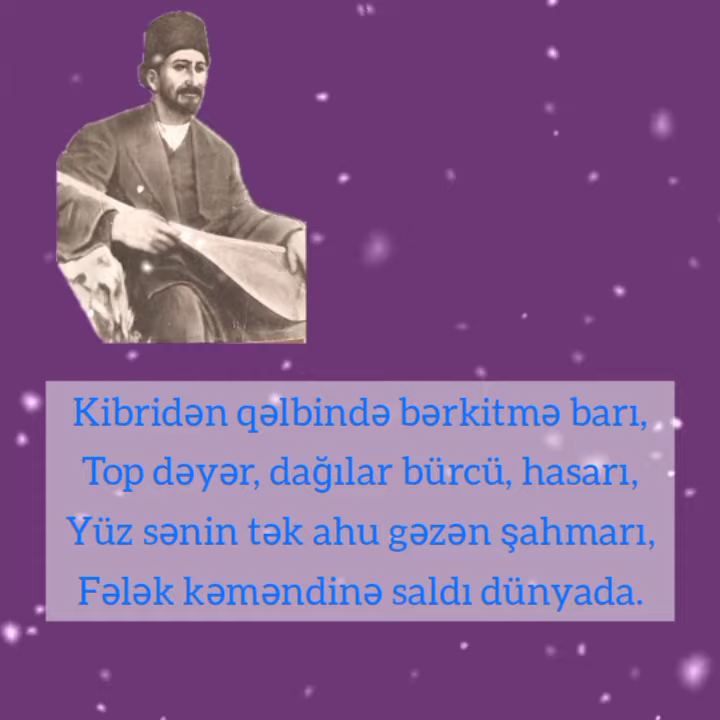 Kibridən qəlbində bərkitmə barı,
Top dəyər, dağılar bürcü, hasarı,
Yüz sənin tək ahu gəzən şahmarı,
Fələk kəməndinə saldı dünyada.